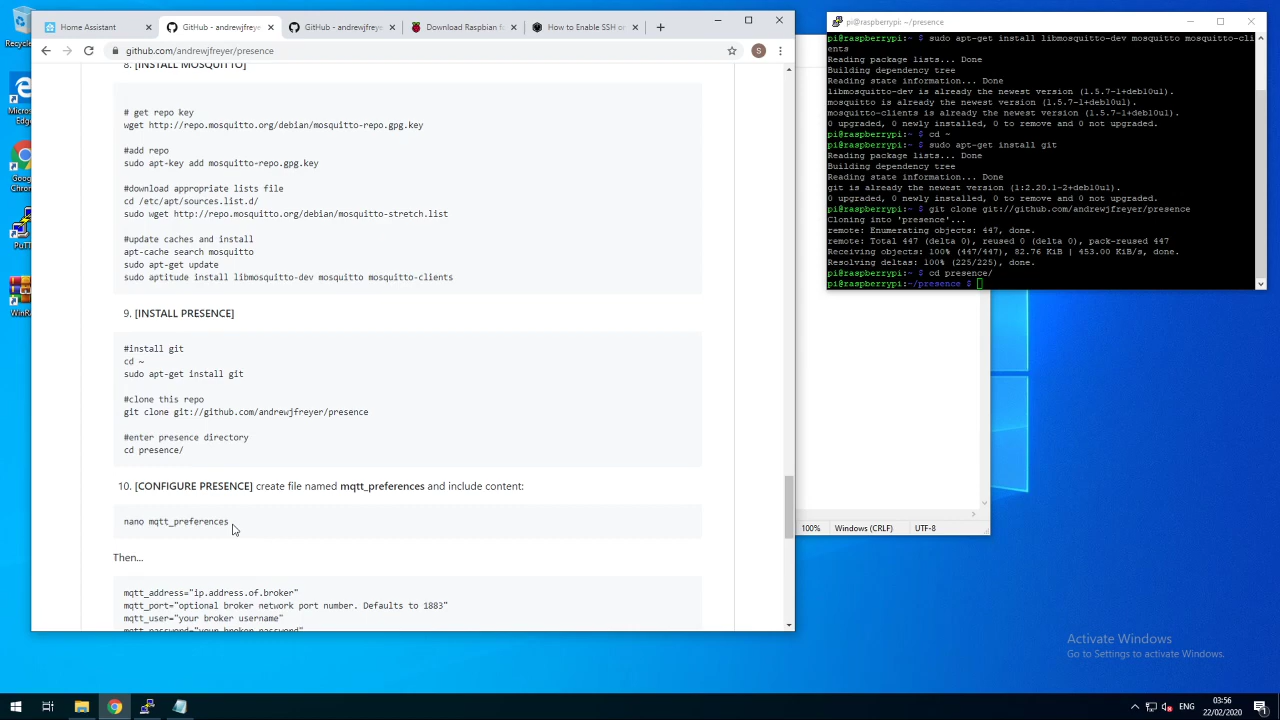 Home Assistant
GitHub - andrewjfreyer
GitHub - andrewjfreyer
Download Raspbian fo
How to Enable SSH or
github.com/andrewjfreyer/presence
S
8. [INSTALL MOSQUITTO]
# get repo key
wget http://repo.mosquitto.org/debian/mosquitto-repo.gpg.key
#add repo
sudo apt-key add mosquitto-repo.gpg.key
#download appropriate lists file
cd /etc/apt/sources.list.d/
sudo wget http://repo.mosquitto.org/debian/mosquitto-stretch.list
#update caches and install
apt-cache search mosquitto
sudo apt-get update
sudo aptitude install libmosquitto-dev mosquitto mosquitto-clients
9. [INSTALL PRESENCE]
#install git
cd ~
sudo apt-get install git
#clone this repo
git clone git://github.com/andrewjfreyer/presence
#enter presence directory
cd presence/
10. [CONFIGURE PRESENCE] create file named mqtt_preferences and include content:
nano mqtt_preferences
Then...
mqtt_address="ip.address.of.broker"
mqtt_port="optional broker network port number. Defaults to 1883"
mqtt_user="your broker username"
mqtt_password="your broker password"
pi@raspberrypi: ~/presence
pi@raspberrypi:~ $ sudo apt-get install libmosquitto-dev mosquitto mosquitto-cli
ents
Reading package lists... Done
Building dependency tree
Reading state information... Done
libmosquitto-dev is already the newest version (1.5.7-1+deb10u1).
mosquitto is already the newest version (1.5.7-1+deb10u1).
mosquitto-clients is already the newest version (1.5.7-1+deb10u1).
0 upgraded, 0 newly installed, 0 to remove and 0 not upgraded.
pi@raspberrypi:~ $ cd ~
pi@raspberrypi:~ $ sudo apt-get install git
Reading package lists... Done
Building dependency tree
Reading state information... Done
git is already the newest version (1:2.20.1-2+deb10u1).
0 upgraded, 0 newly installed, 0 to remove and 0 not upgraded.
pi@raspberrypi:~ $ git clone git://github.com/andrewjfreyer/presence
Cloning into 'presence'...
remote: Enumerating objects: 447, done.
remote: Total 447 (delta 0), reused 0 (delta 0), pack-reused 447
Receiving objects: 100% (447/447), 82.76 KiB | 453.00 KiB/s, done.
Resolving deltas: 100% (225/225), done.
pi@raspberrypi:~ $ cd presence/
pi@raspberrypi:~/presence $
100%
Windows (CRLF)
UTF-8
Activate Windows
Go to Settings to activate Windows.
ENG
03:56
22/02/2020
1